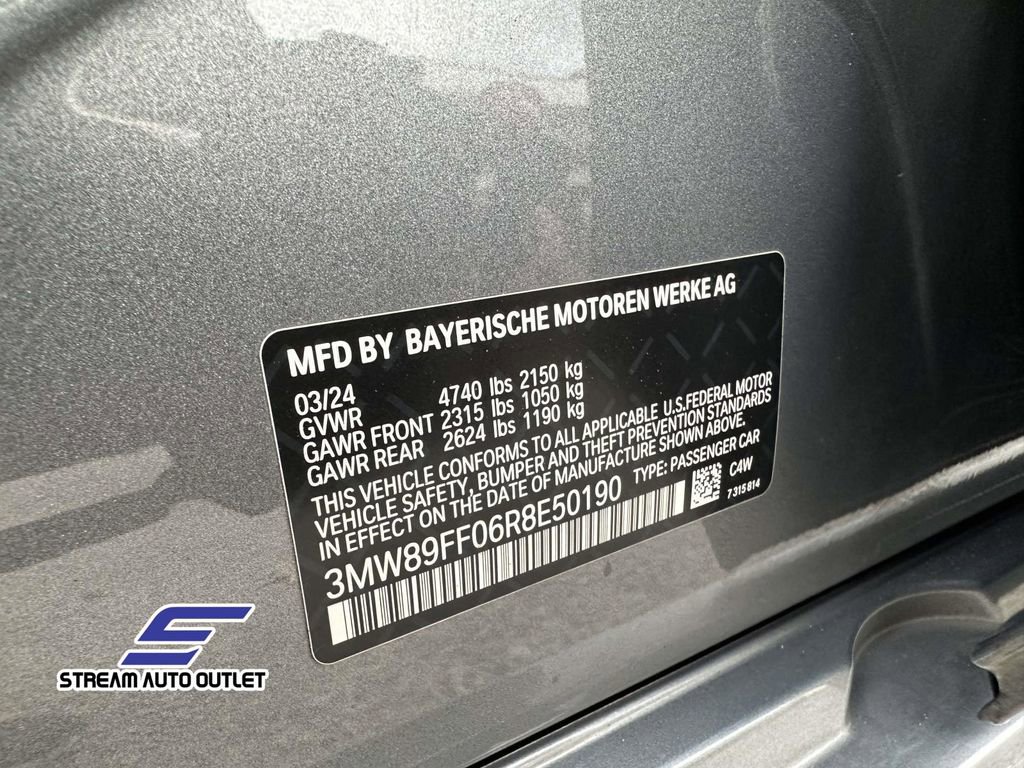 MFD BY BAYERISCHE MOTOREN WERKE AG
03/24
GVWR 4740 lbs 2150 kg
GAWR FRONT 2315 lbs 1050 kg
GAWR REAR 2624 lbs 1190 kg
THIS VEHICLE CONFORMS TO ALL APPLICABLE U.S.FEDERAL MOTOR
VEHICLE SAFETY, BUMPER AND THEFT PREVENTION STANDARDS
IN EFFECT ON THE DATE OF MANUFACTURE SHOWN ABOVE.
TYPE: PASSENGER CAR
3MW89FF06R8E50190
C4W
7 315 814
STREAM AUTO OUTLET